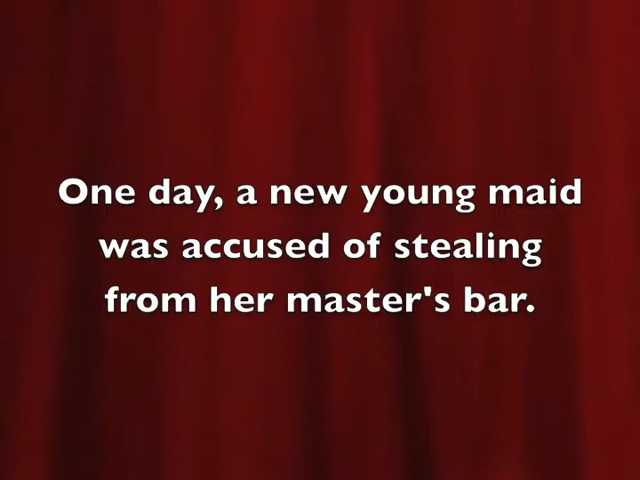 One day, a new young maid
was accused of stealing
from her master's bar.